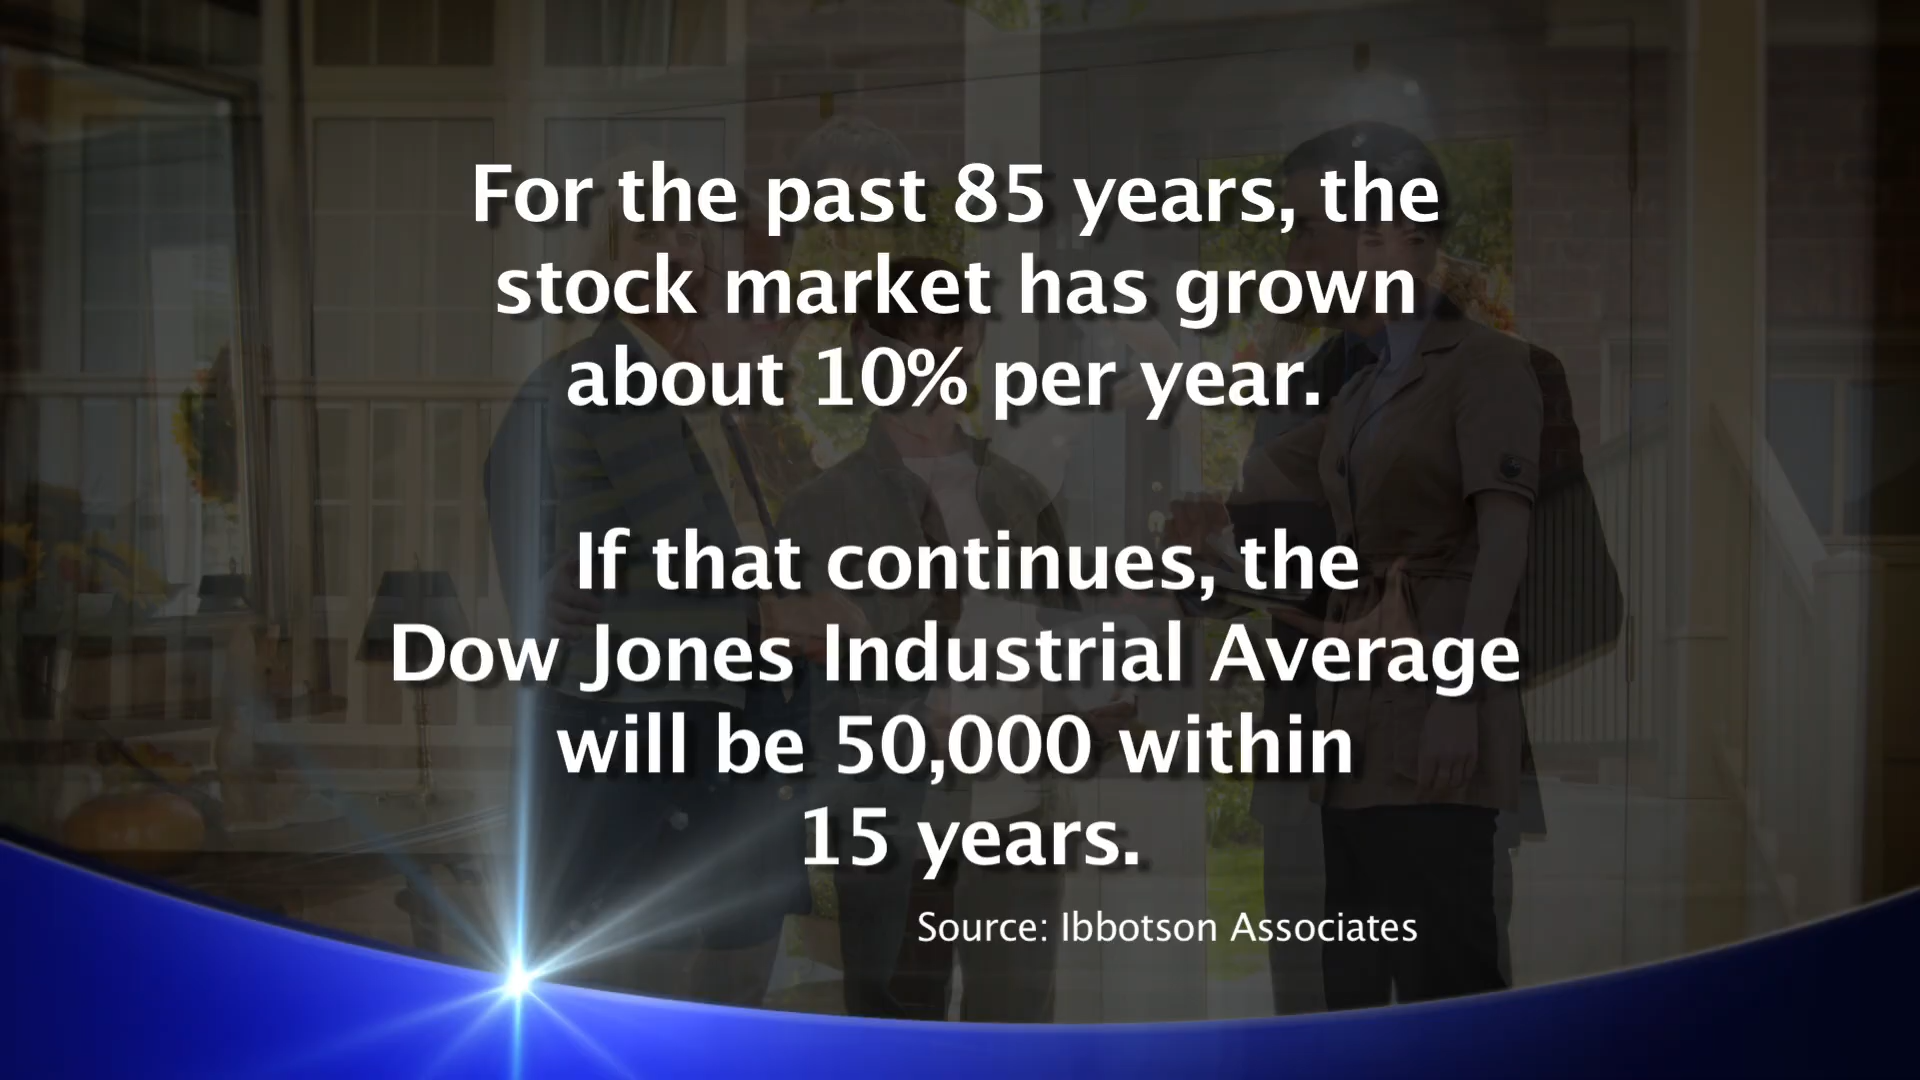 For the past 85 years, the
stock market has grown
about 10% per year.
If that continues, the
Dow Jones Industrial Average
will be 50,000 within
15 years.
Source: Ibbotson Associates